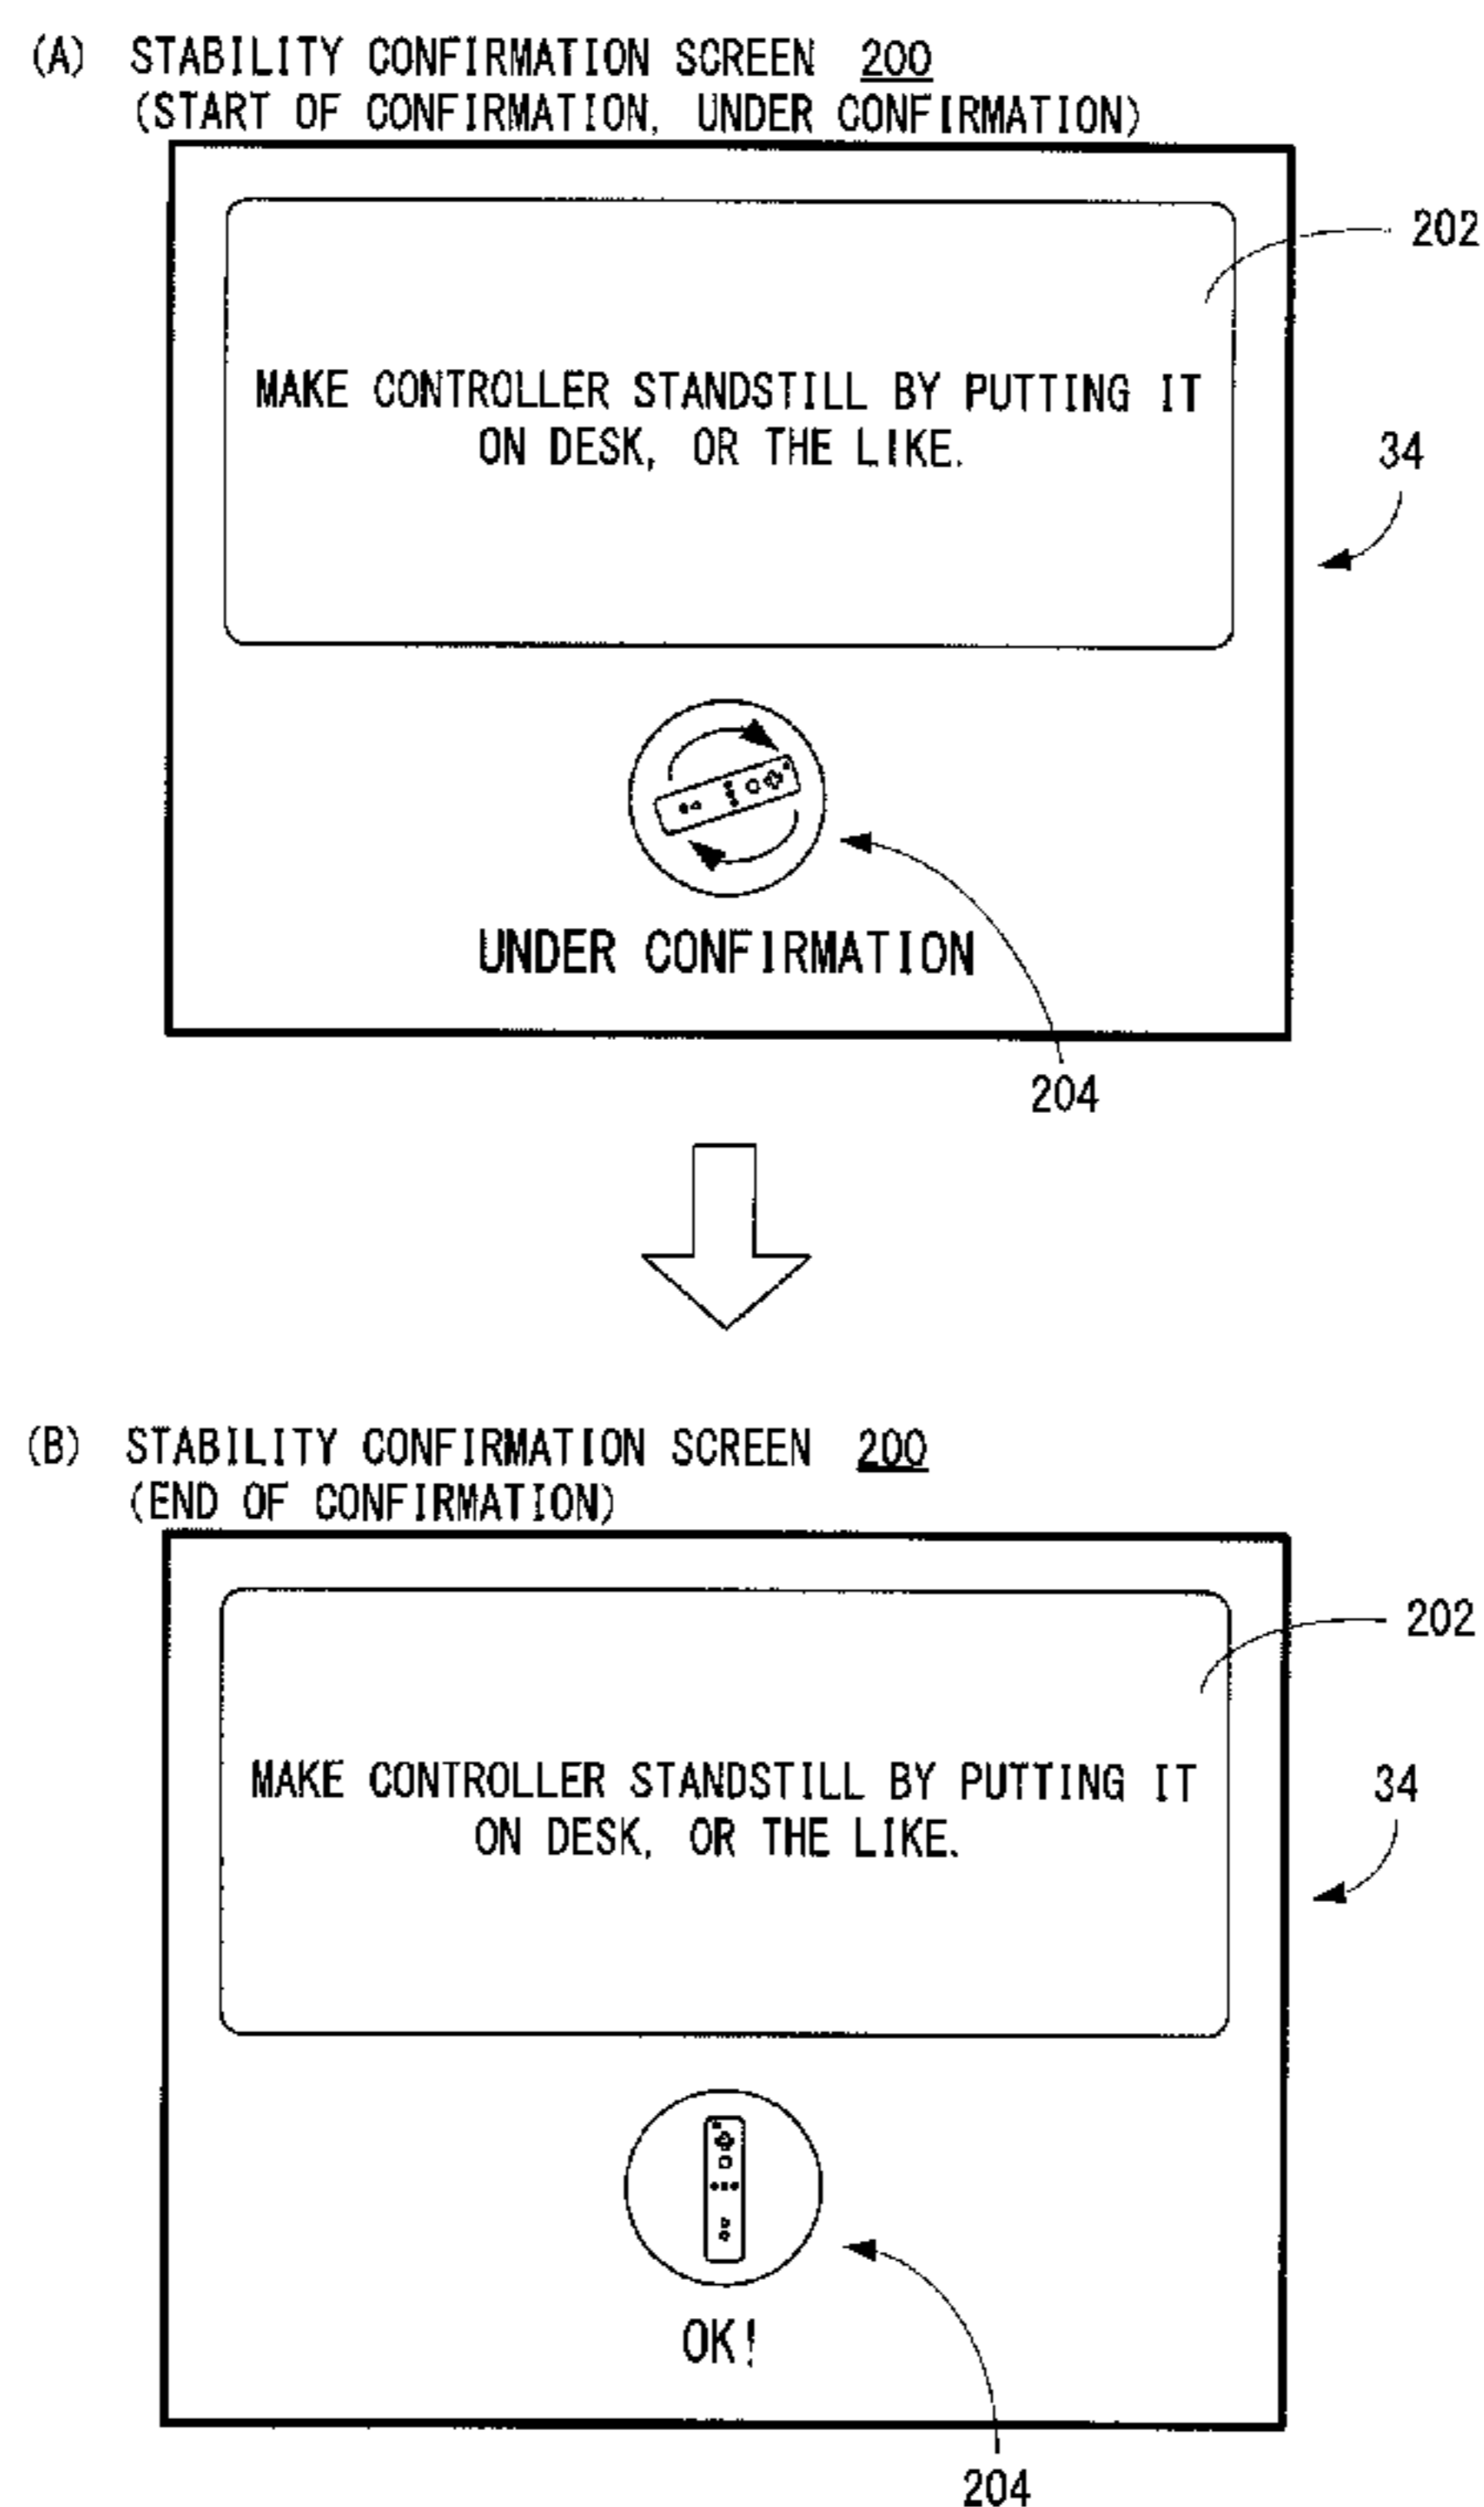 (A) STABILITY CONFIRMATION SCREEN 200
(START OF CONFIRMATION, UNDER CONFIRMATION)
202
MAKE CONTROLLER STANDSTILL BY PUTTING IT
ON DESK, OR THE LIKE.
34
UNDER CONFIRMATION
204
(B) STABILITY CONFIRMATION SCREEN 200
(END OF CONFIRMATION)
202
MAKE CONTROLLER STANDSTILL BY PUTTING IT
ON DESK, OR THE LIKE.
34
OK!
204